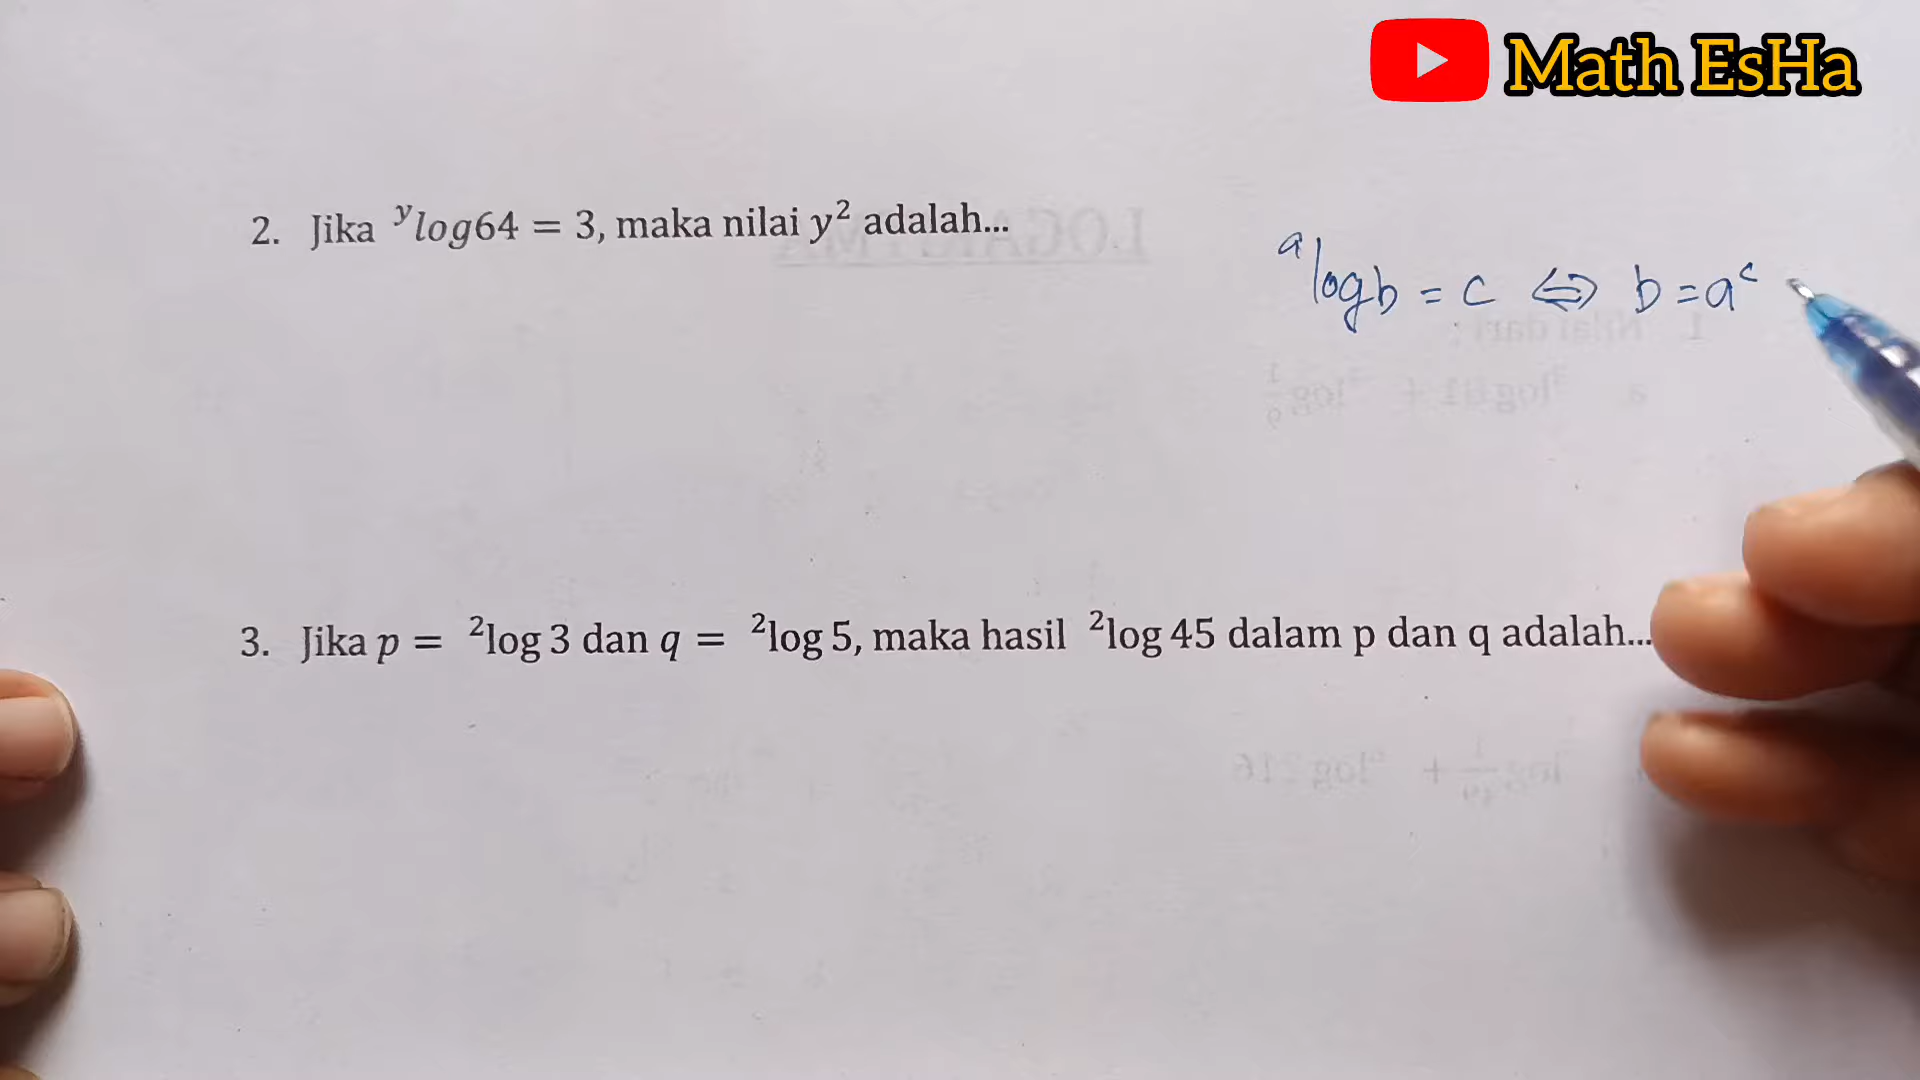 Math EsHa
2. Jika ʸlog64 = 3, maka nilai y² adalah...
ᵃlog b = c ⇔ b = aᶜ
3. Jika p = ²log 3 dan q = ²log 5, maka hasil ²log 45 dalam p dan q adalah...